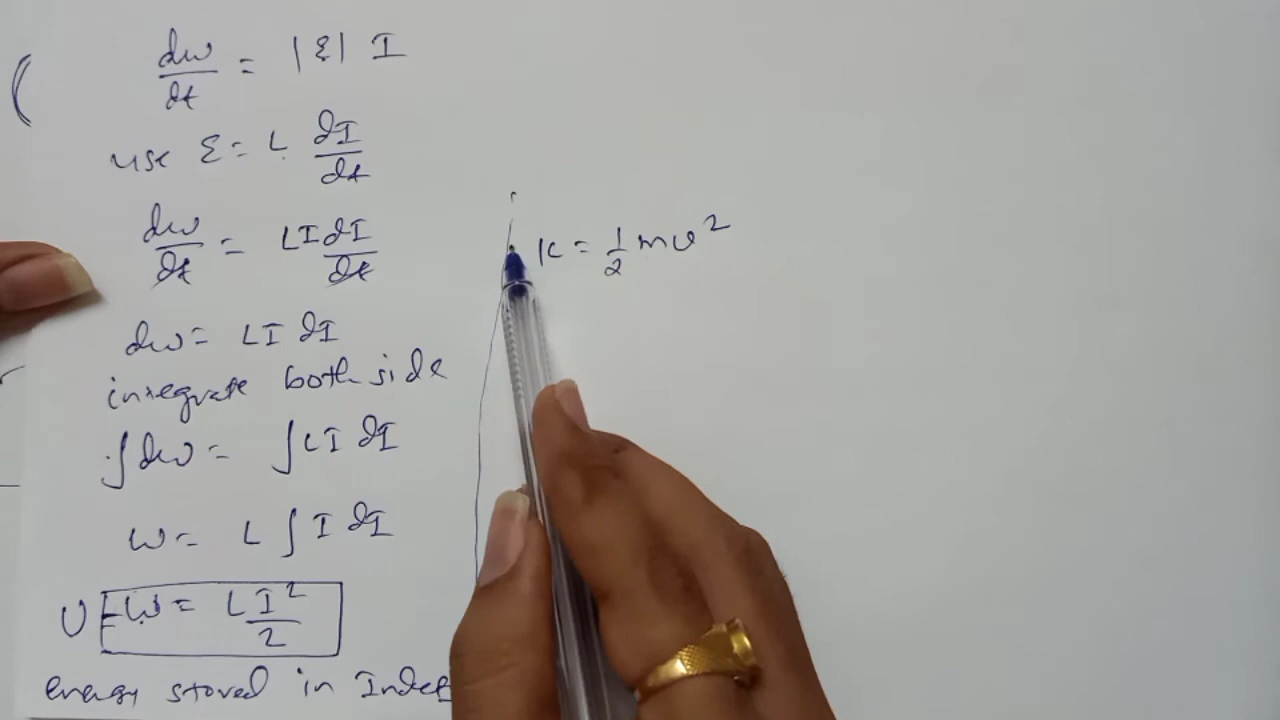 dw/dt = |ε| I
use ε = L dI/dt
dw/dt = LI dI/dt
dw = LI dI
integrate both side
∫dw = ∫LI dI
w = L ∫ I dI
U = W = LI²/2
energy stored in
K = 1/2 mv²